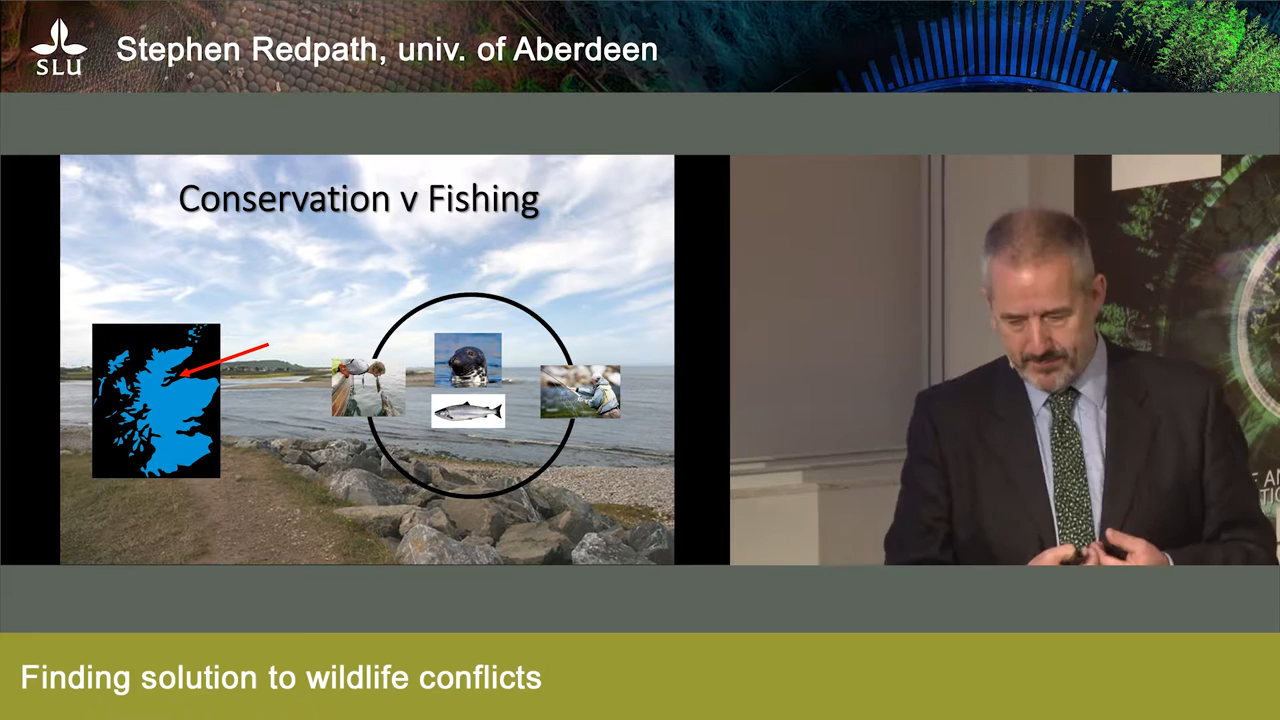 SLU
Stephen Redpath, univ. of Aberdeen
Conservation v Fishing
Finding solution to wildlife conflicts